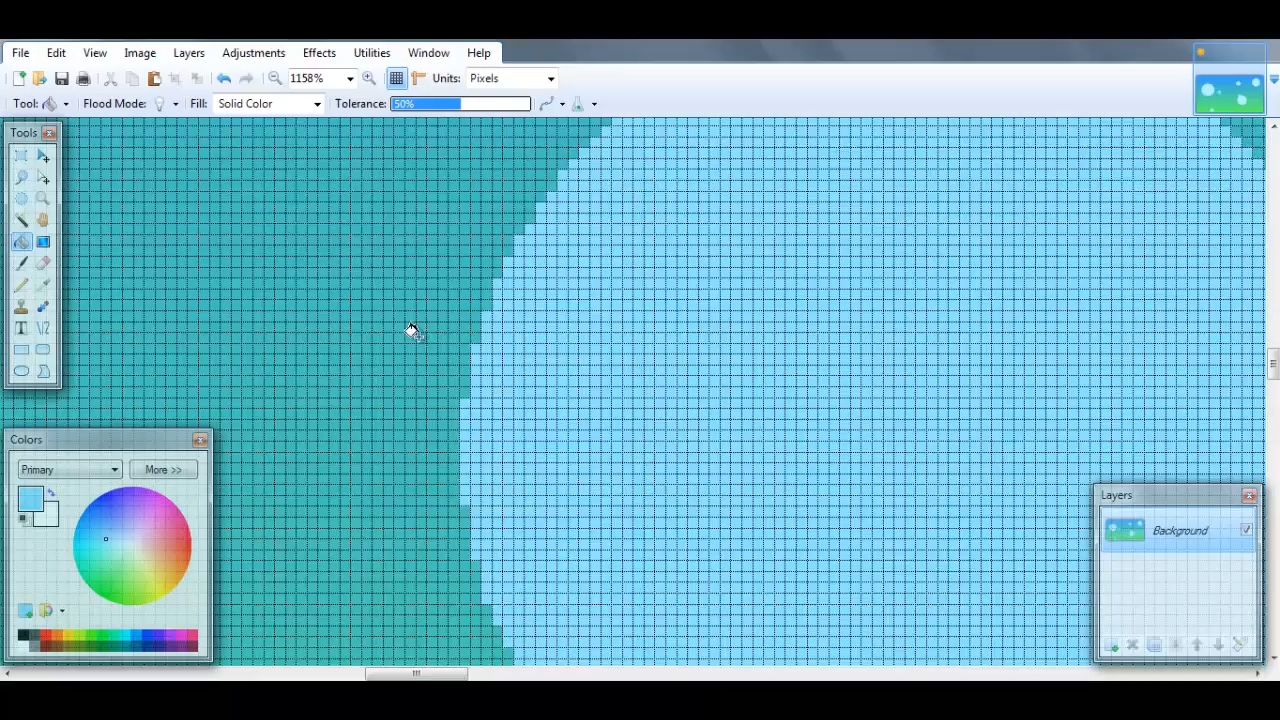 File Edit View Image Layers Adjustments Effects Utilities Window Help
1158% Units: Pixels
Tool: Flood Mode: Fill: Solid Color Tolerance: 50%
Tools
Colors
Primary More >>
Layers
Background